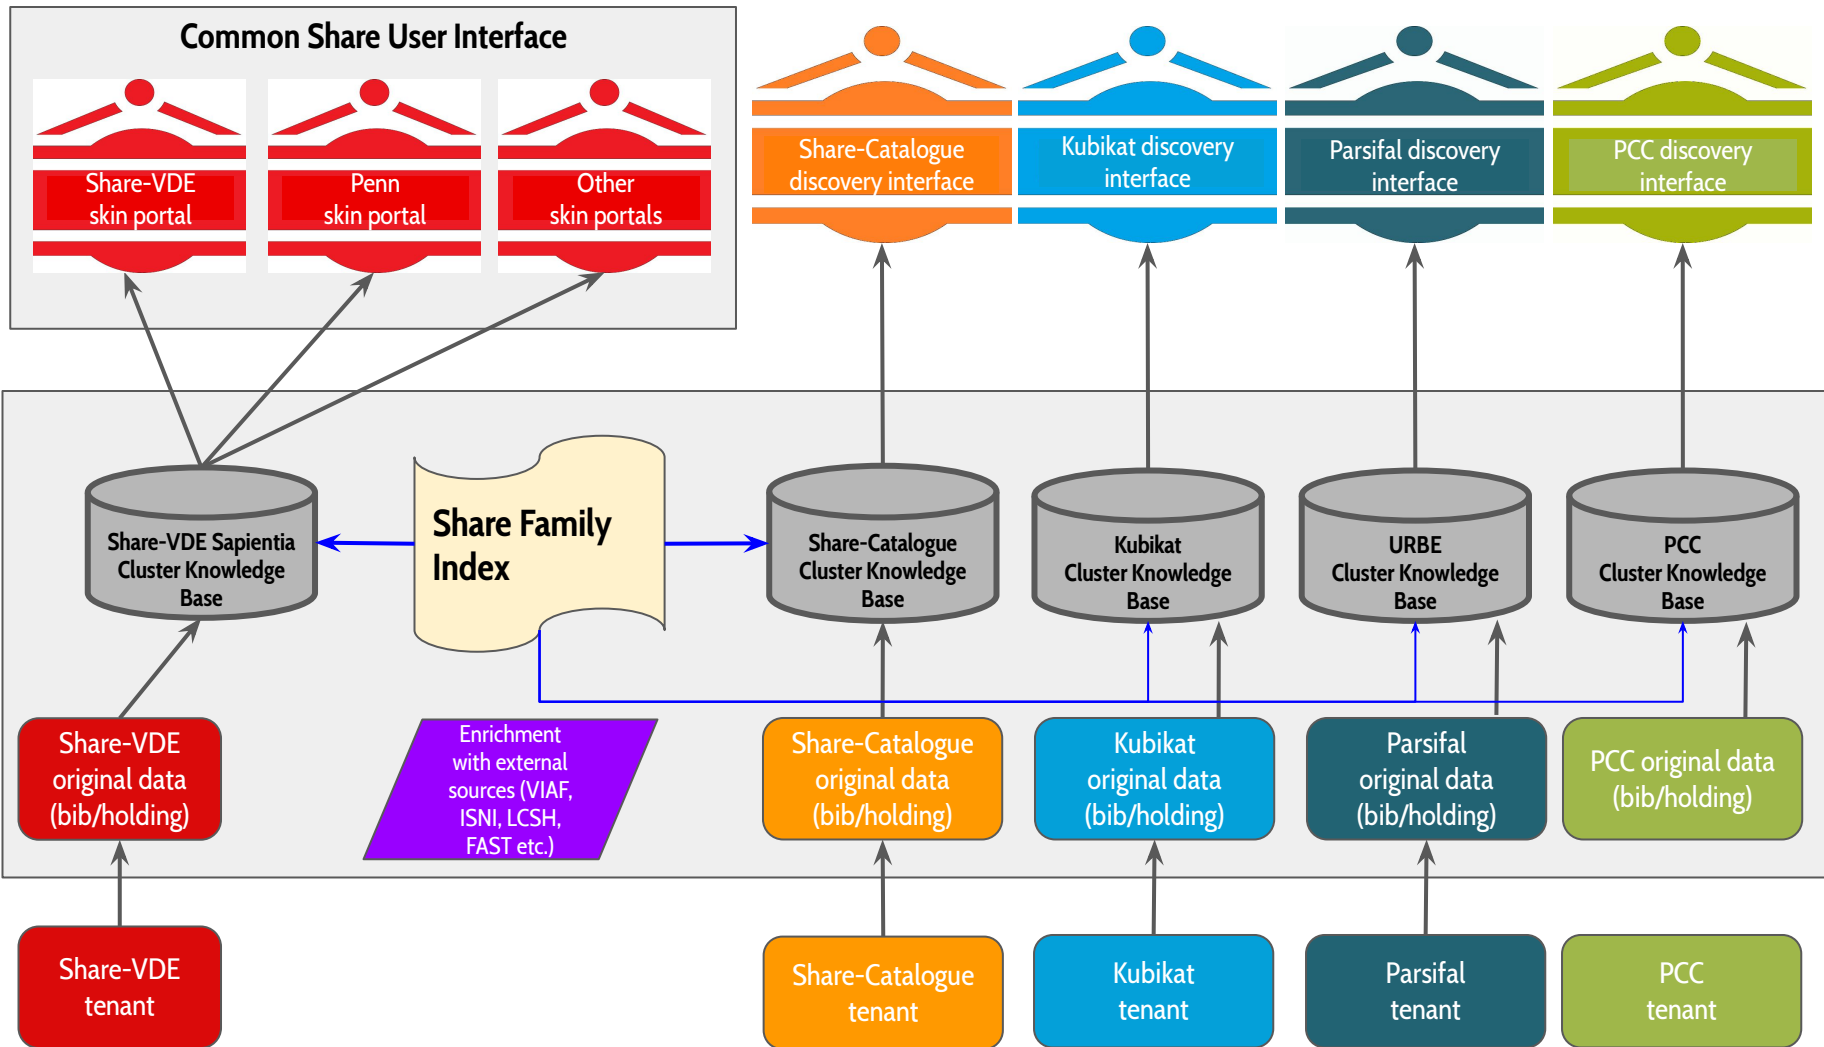 Common Share User Interface
Share-VDE
skin portal
Penn
skin portal
Other
skin portals
Share-Catalogue
discovery interface
Kubikat discovery
interface
Parsifal discovery
interface
PCC discovery
interface
Share-VDE Sapientia
Cluster Knowledge
Base
Share Family
Index
Share-Catalogue
Cluster Knowledge
Base
Kubikat
Cluster Knowledge
Base
URBE
Cluster Knowledge
Base
PCC
Cluster Knowledge
Base
Share-VDE
original data
(bib/holding)
Enrichment
with external
sources (VIAF,
ISNI, LCSH,
FAST etc.)
Share-Catalogue
original data
(bib/holding)
Kubikat
original data
(bib/holding)
Parsifal
original data
(bib/holding)
PCC original data
(bib/holding)
Share-VDE
tenant
Share-Catalogue
tenant
Kubikat
tenant
Parsifal
tenant
PCC
tenant